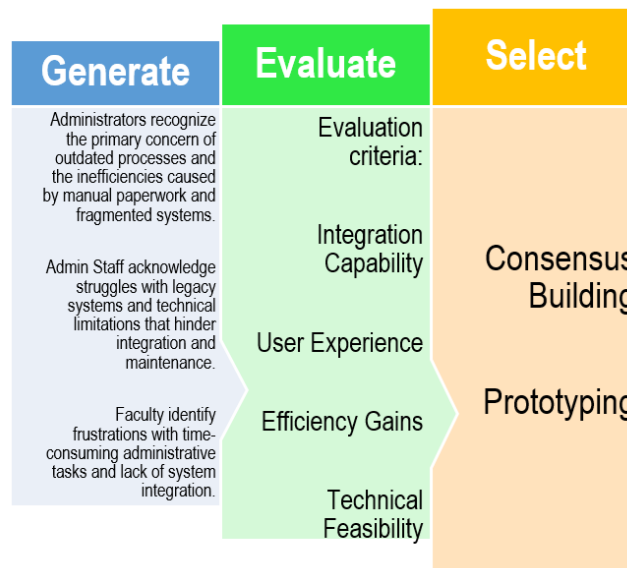 Generate
Administrators recognize
the primary concern of
outdated processes and
the inefficiencies caused
by manual paperwork and
fragmented systems.
Admin Staff acknowledge
struggles with legacy
systems and technical
limitations that hinder
integration and
maintenance.
Faculty identify
frustrations with time-
consuming administrative
tasks and lack of system
integration.
Evaluate
Evaluation
criteria:
Integration
Capability
User Experience
Efficiency Gains
Technical
Feasibility
Select
Consensus
Building
Prototyping